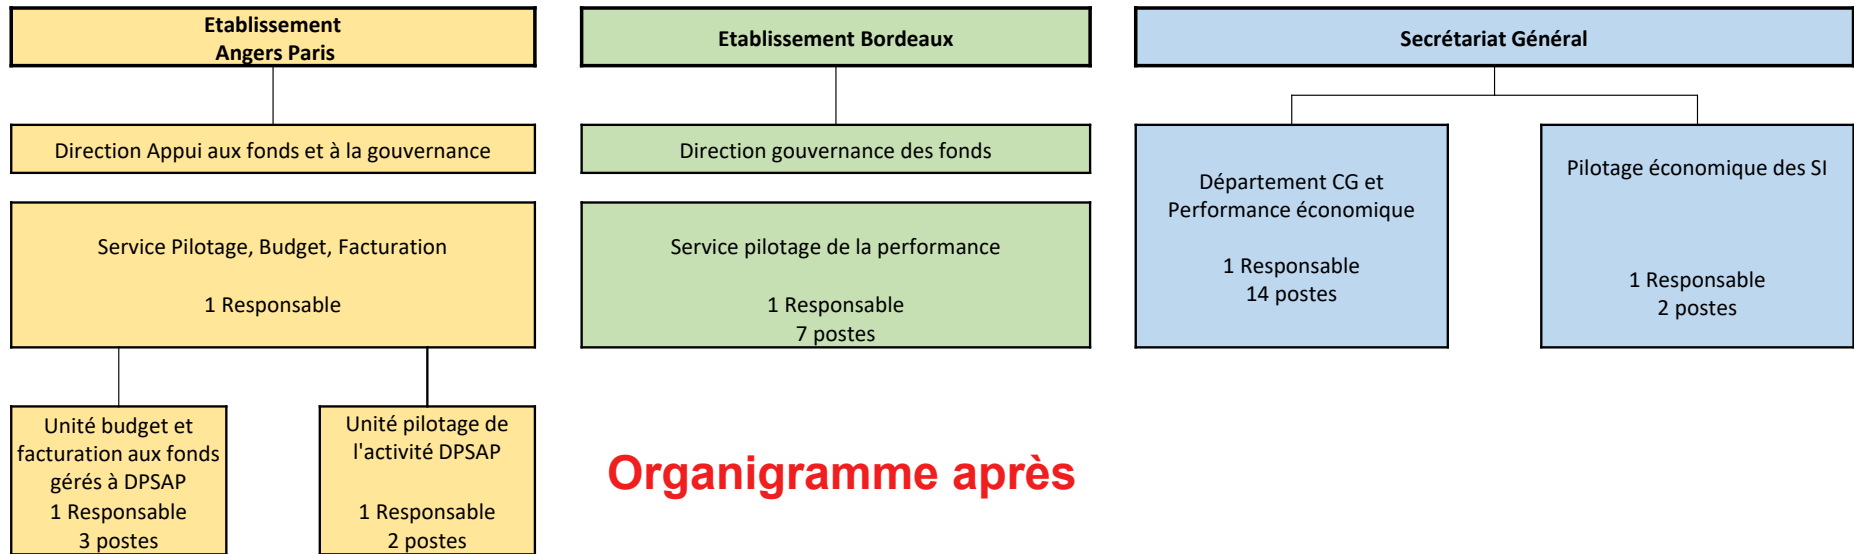 Etablissement
Angers Paris
Etablissement Bordeaux
Secrétariat Général
Direction Appui aux fonds et à la gouvernance
Direction gouvernance des fonds
Département CG et
Performance économique
1 Responsable
14 postes
Pilotage économique des SI
1 Responsable
2 postes
Service Pilotage, Budget, Facturation
1 Responsable
Service pilotage de la performance
1 Responsable
7 postes
Unité budget et
facturation aux fonds
gérés à DPSAP
1 Responsable
3 postes
Unité pilotage de
l'activité DPSAP
1 Responsable
2 postes
Organigramme après